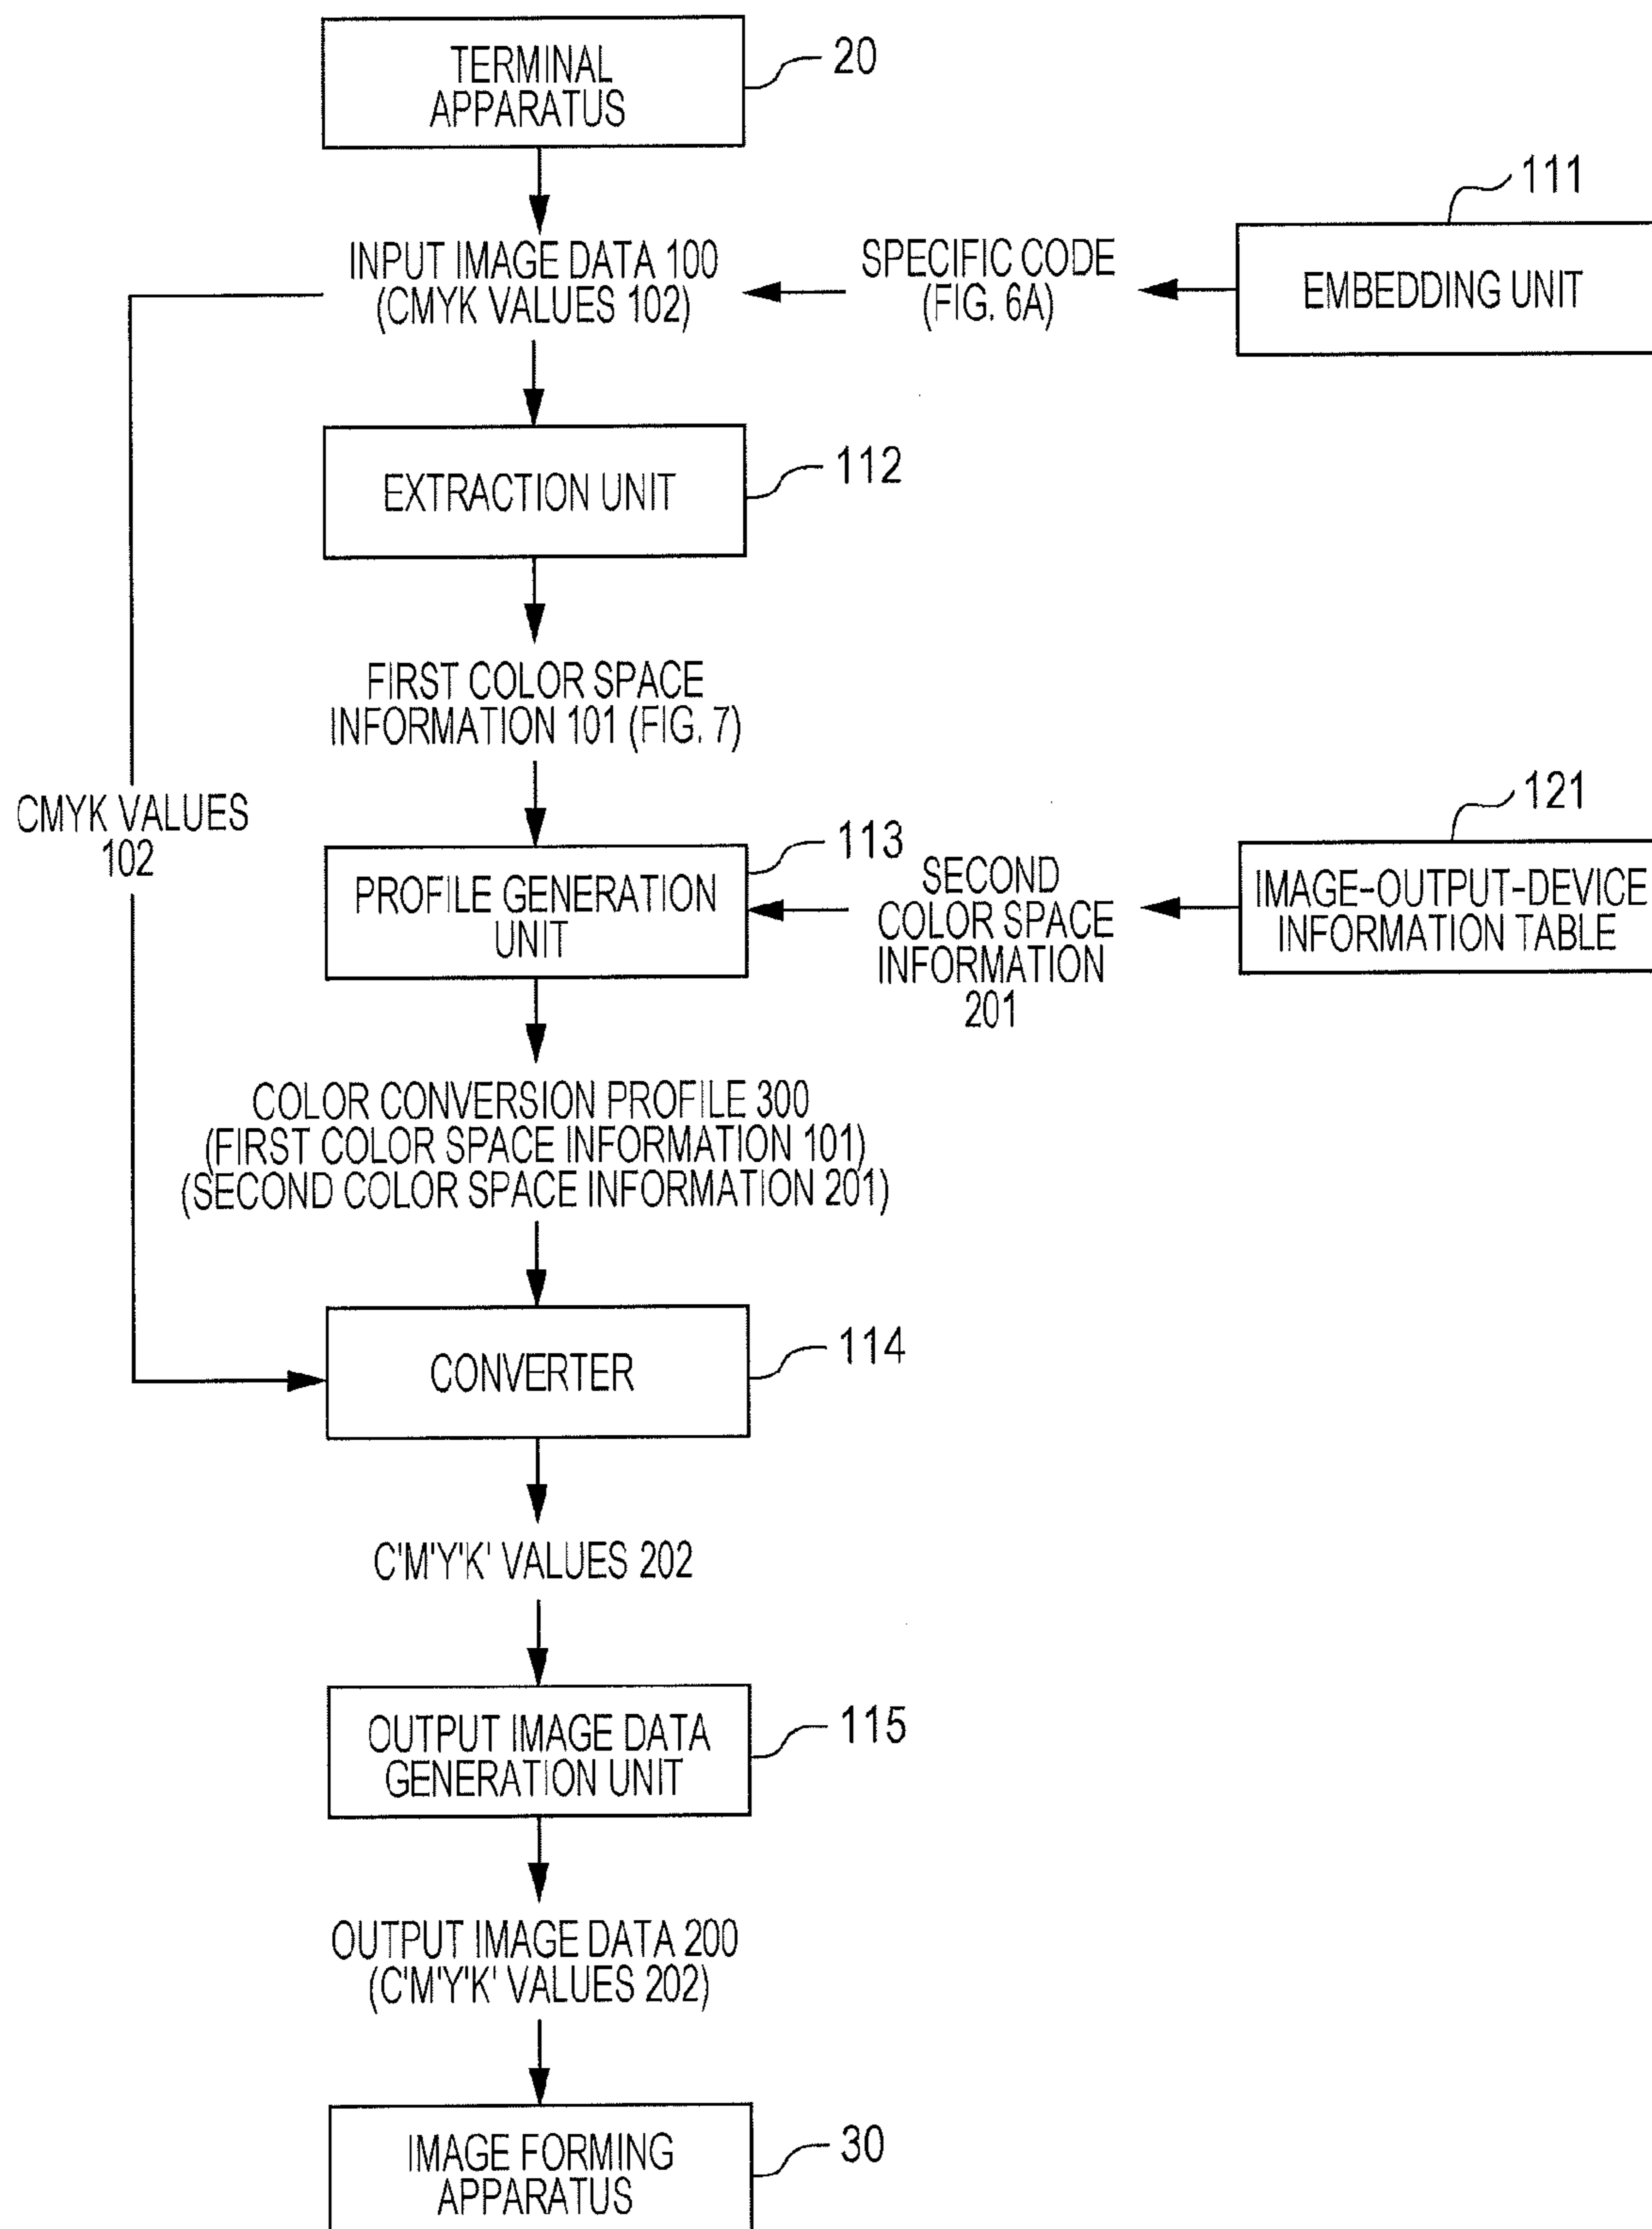 TERMINAL
APPARATUS
20
111
INPUT IMAGE DATA 100
(CMYK VALUES 102)
SPECIFIC CODE
(FIG. 6A)
EMBEDDING UNIT
EXTRACTION UNIT
112
FIRST COLOR SPACE
INFORMATION 101 (FIG. 7)
CMYK VALUES
102
121
PROFILE GENERATION
UNIT
113
SECOND
COLOR SPACE
INFORMATION
201
IMAGE-OUTPUT-DEVICE
INFORMATION TABLE
COLOR CONVERSION PROFILE 300
(FIRST COLOR SPACE INFORMATION 101)
(SECOND COLOR SPACE INFORMATION 201)
CONVERTER
114
C'M'Y'K' VALUES 202
OUTPUT IMAGE DATA
GENERATION UNIT
115
OUTPUT IMAGE DATA 200
(C'M'Y'K' VALUES 202)
IMAGE FORMING
APPARATUS
30